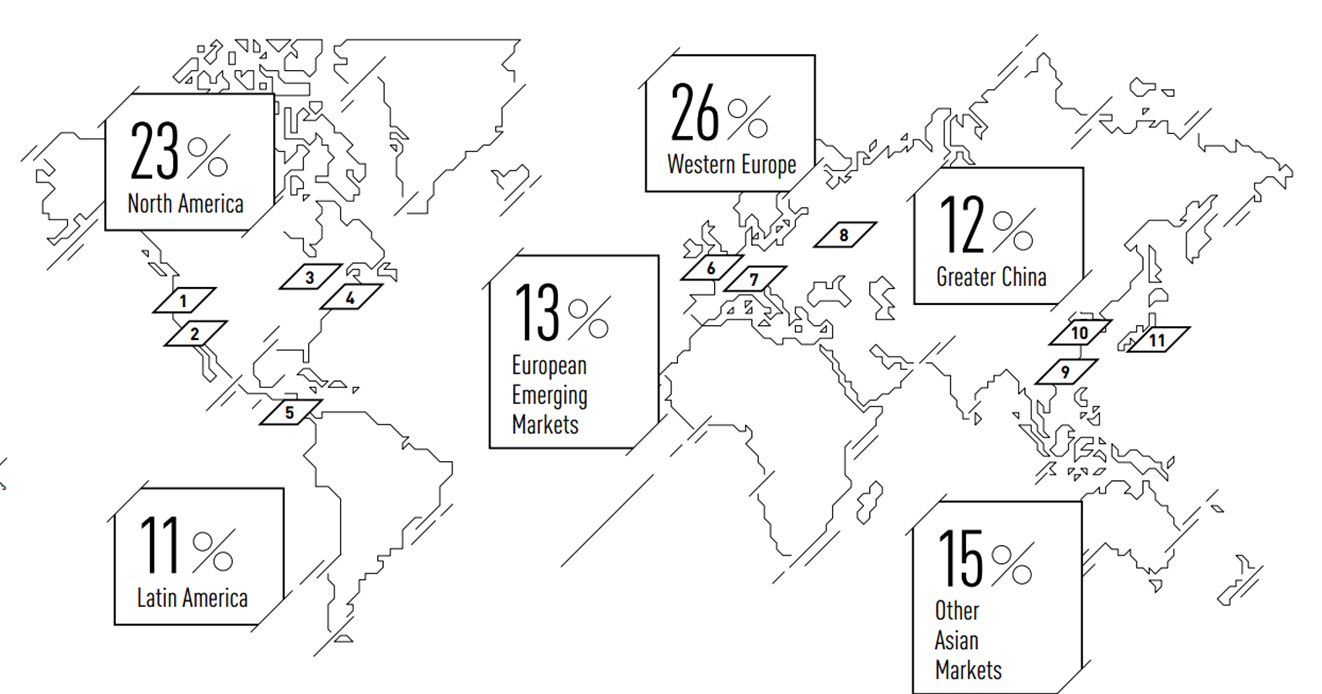 26%
Western Europe
23%
North America
12%
Greater China
8
6
7
3
4
1
2
13%
European
Emerging
Markets
10
11
9
5
11%
Latin America
15%
Other
Asian
Markets